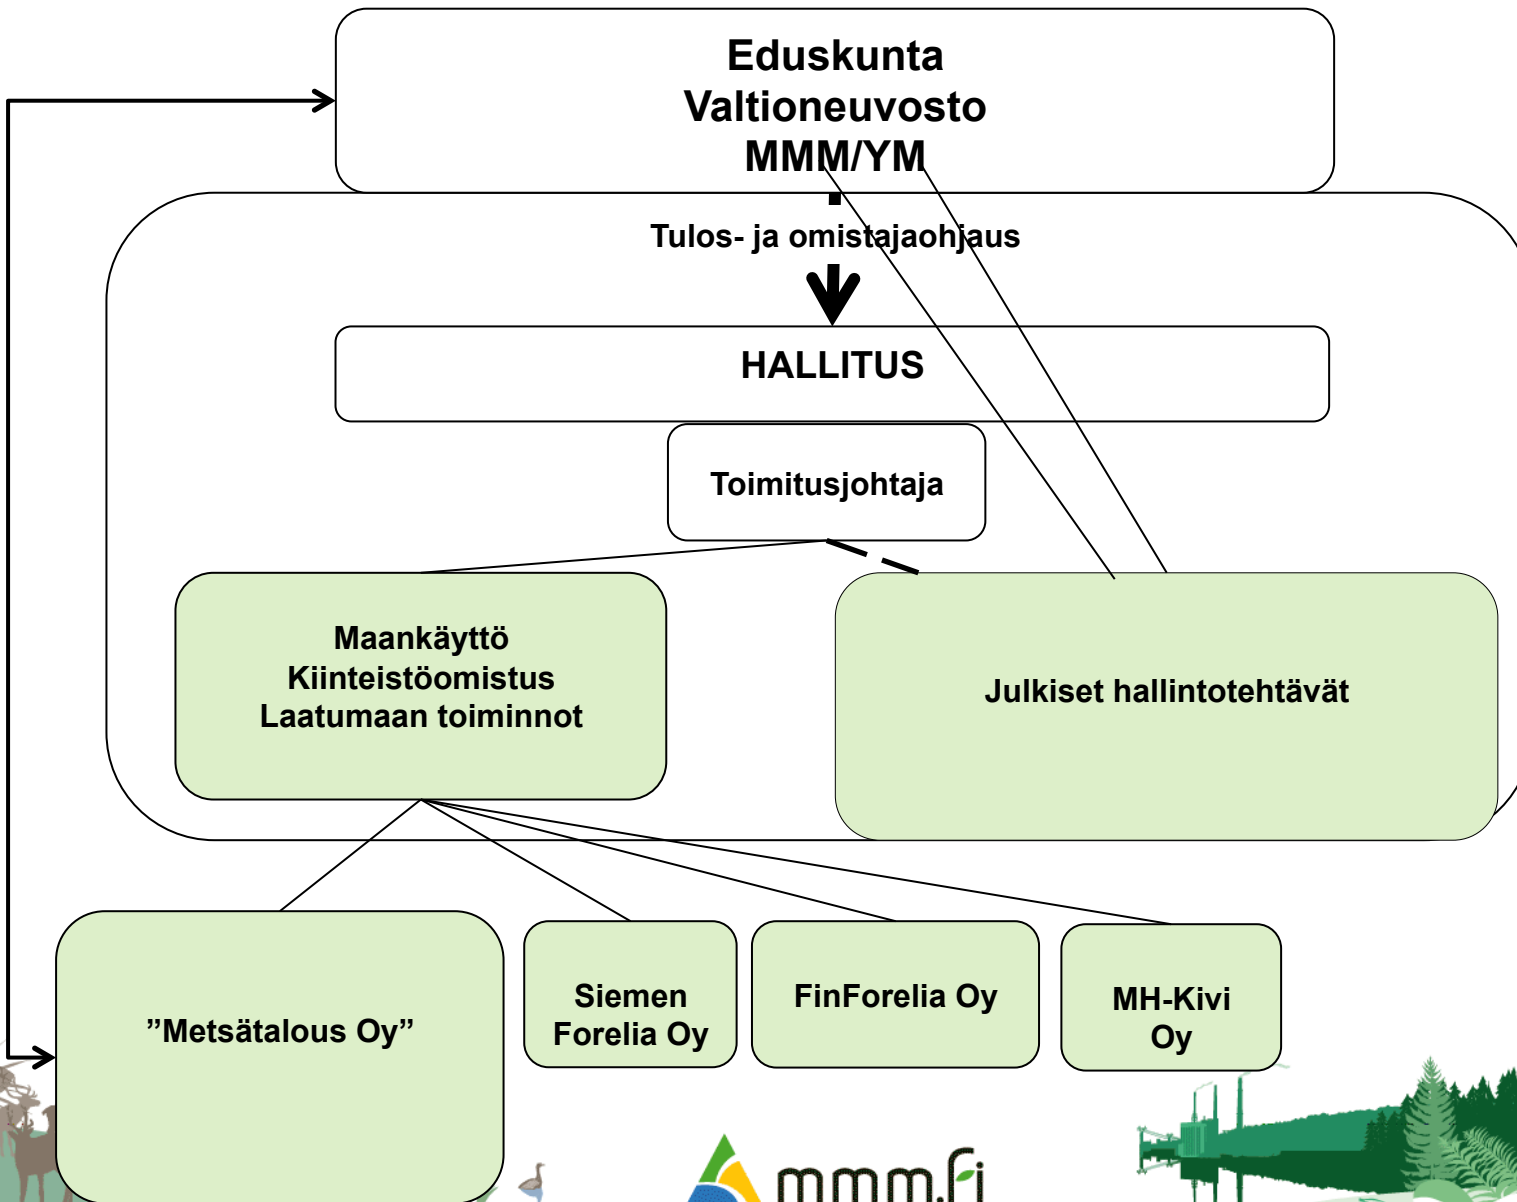 Eduskunta
Valtioneuvosto
MMM/YM
Tulos- ja omistajaohjaus
HALLITUS
Toimitusjohtaja
Maankäyttö
Kiinteistöomistus
Laatumaan toiminnot
Julkiset hallintotehtävät
”Metsätalous Oy”
Siemen
Forelia Oy
FinForelia Oy
MH-Kivi
Oy
mmm.fi